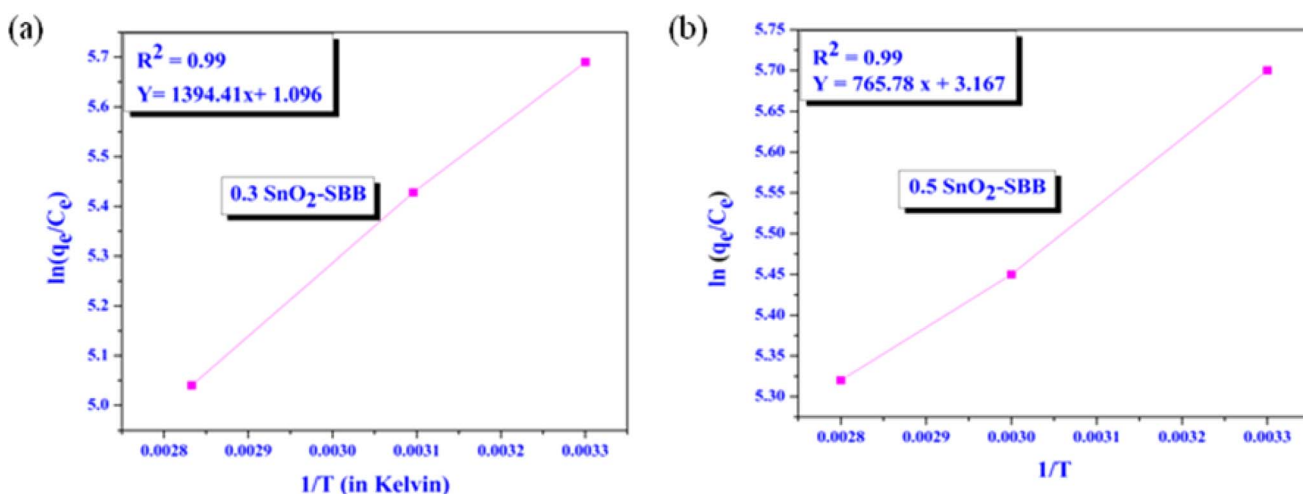 (a)
R² = 0.99
Y= 1394.41x+ 1.096
0.3 SnO₂-SBB
ln(qₑ/Cₑ)
5.7
5.6
5.5
5.4
5.3
5.2
5.1
5.0
0.0028 0.0029 0.0030 0.0031 0.0032 0.0033
1/T (in Kelvin)
(b)
R² = 0.99
Y = 765.78 x + 3.167
0.5 SnO₂-SBB
ln (qₑ/Cₑ)
5.75
5.70
5.65
5.60
5.55
5.50
5.45
5.40
5.35
5.30
0.0028 0.0029 0.0030 0.0031 0.0032 0.0033
1/T